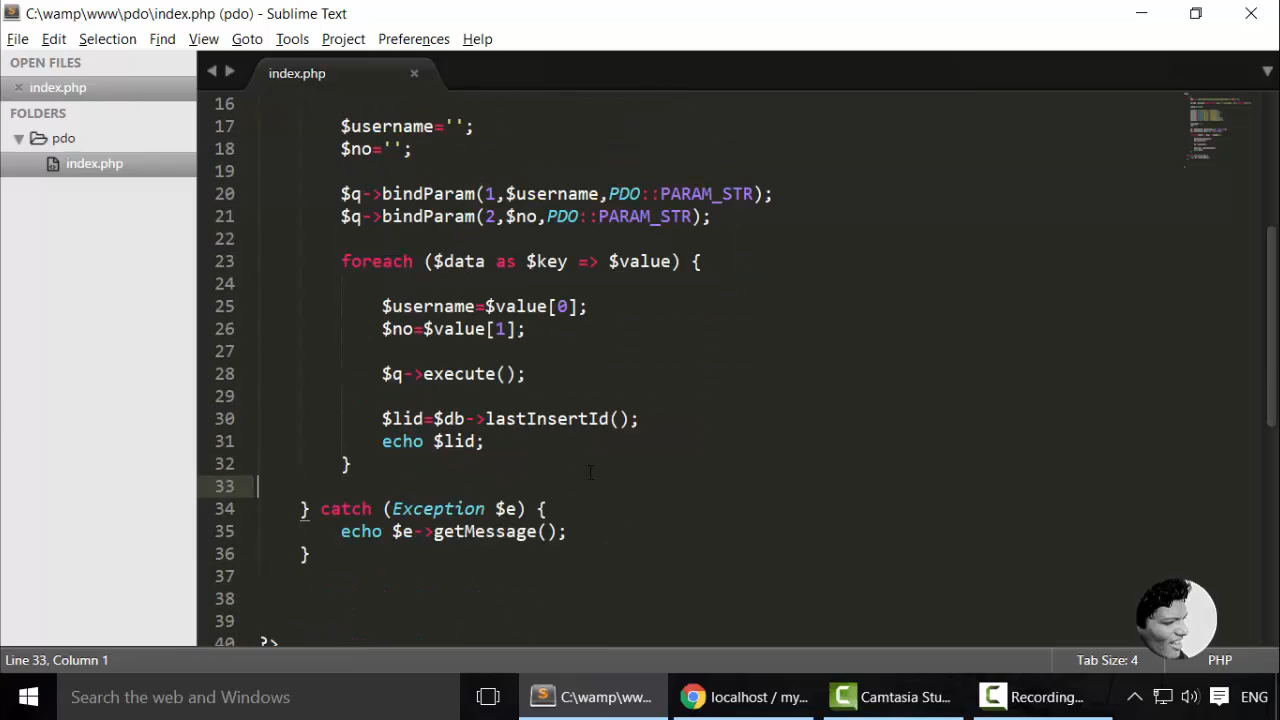 C:\wamp\www\pdo\index.php (pdo) - Sublime Text
File Edit Selection Find View Goto Tools Project Preferences Help
OPEN FILES
index.php
FOLDERS
pdo
index.php
index.php
16
17 $username='';
18 $no='';
19
20 $q->bindParam(1,$username,PDO::PARAM_STR);
21 $q->bindParam(2,$no,PDO::PARAM_STR);
22
23 foreach ($data as $key => $value) {
24
25 $username=$value[0];
26 $no=$value[1];
27
28 $q->execute();
29
30 $lid=$db->lastInsertId();
31 echo $lid;
32 }
33
34 } catch (Exception $e) {
35 echo $e->getMessage();
36 }
37
38
39
40 ?>
Line 33, Column 1 Tab Size: 4 PHP
Search the web and Windows C:\wamp\ww... localhost / my... Camtasia Stu... Recording... ENG